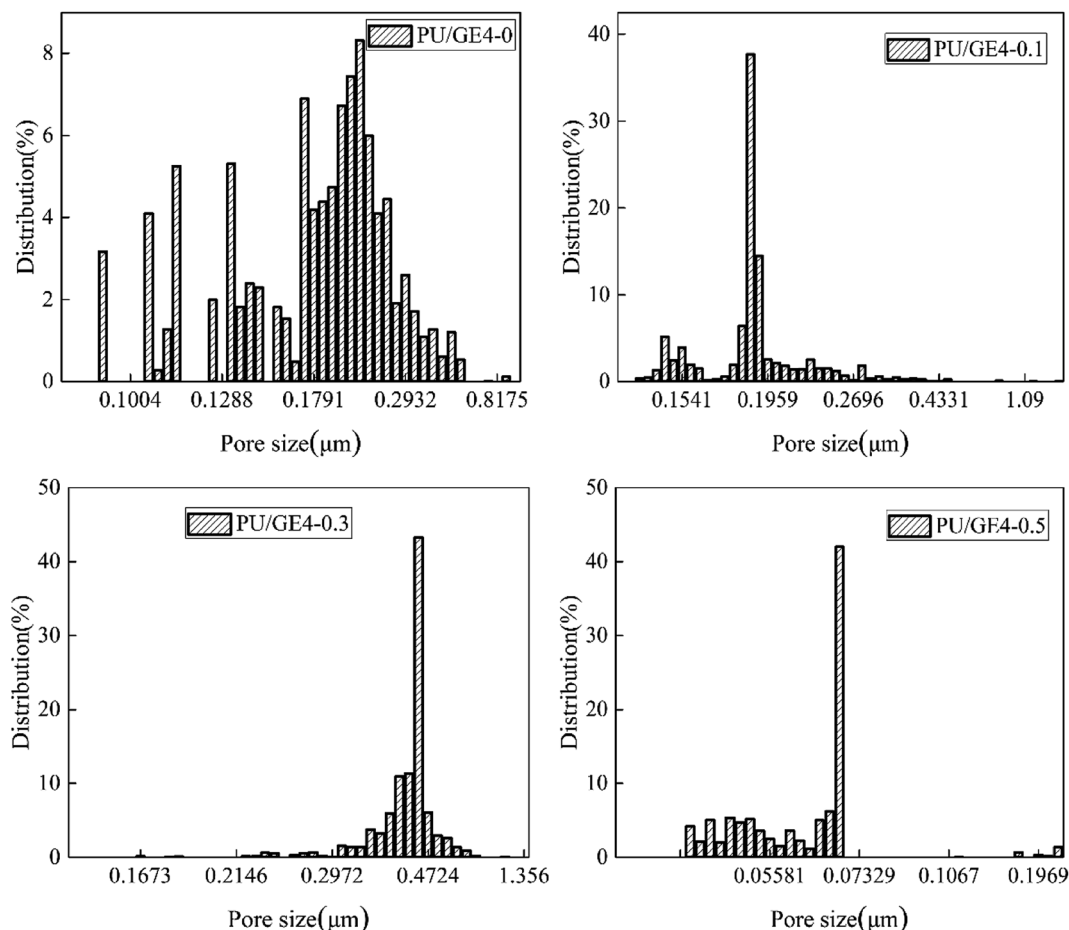 PU/GE4-0
Distribution(%)
8
6
4
2
0
0.1004 0.1288 0.1791 0.2932 0.8175
Pore size(μm)
PU/GE4-0.1
Distribution(%)
40
30
20
10
0
0.1541 0.1959 0.2696 0.4331 1.09
Pore size(μm)
PU/GE4-0.3
Distribution(%)
50
40
30
20
10
0
0.1673 0.2146 0.2972 0.4724 1.356
Pore size(μm)
PU/GE4-0.5
Distribution(%)
50
40
30
20
10
0
0.05581 0.07329 0.1067 0.1969
Pore size(μm)